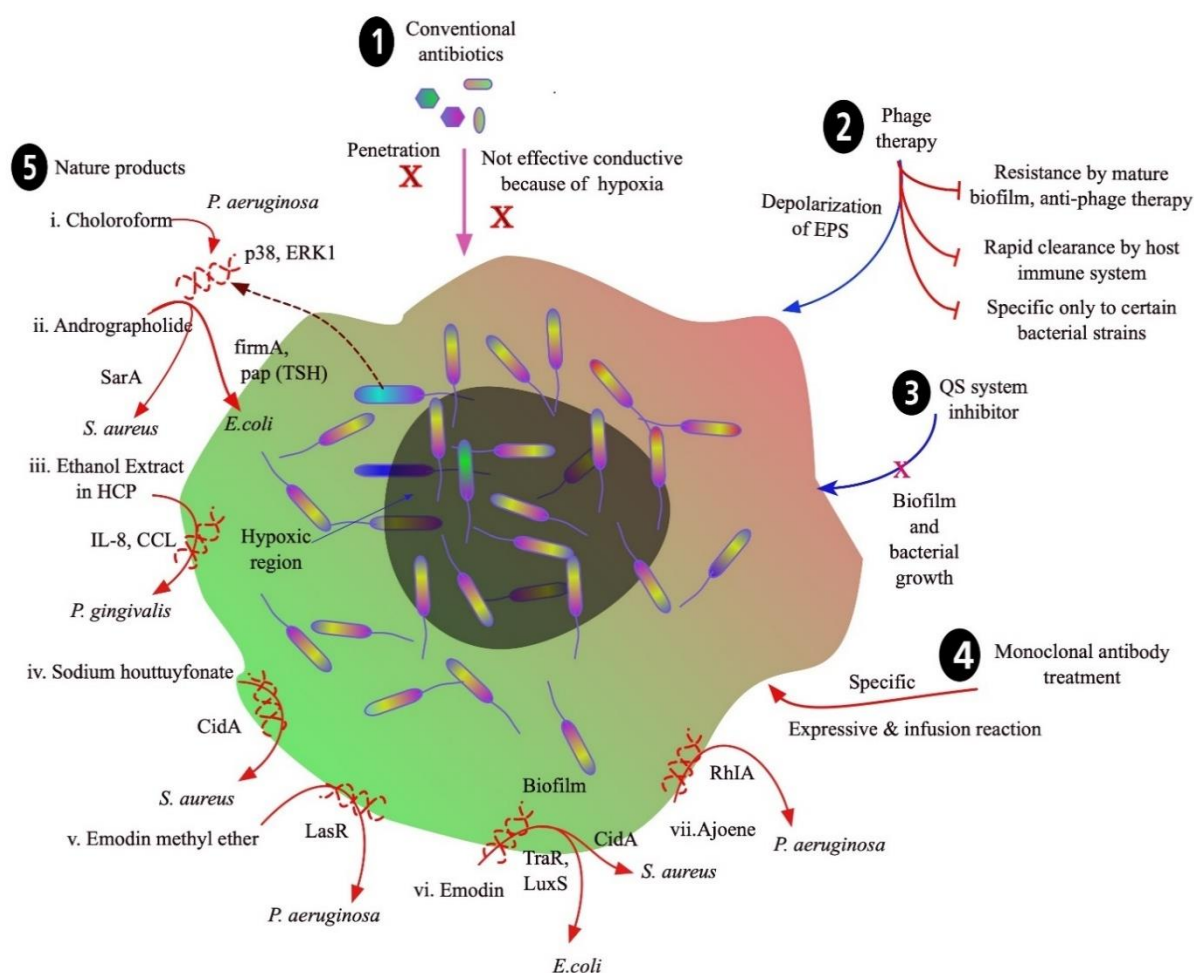 1
Conventional
antibiotics
Penetration
X
Not effective conductive
because of hypoxia
X
2
Phage
therapy
Depolarization
of EPS
Resistance by mature
biofilm, anti-phage therapy
Rapid clearance by host
immune system
Specific only to certain
bacterial strains
3
QS system
inhibitor
X
Biofilm
and
bacterial
growth
4
Monoclonal antibody
treatment
Specific
Expressive & infusion reaction
5
Nature products
i. Choloroform
P. aeruginosa
p38, ERK1
ii. Andrographolide
SarA
S. aureus
firmA,
pap (TSH)
E.coli
iii. Ethanol Extract
in HCP
IL-8, CCL
P. gingivalis
iv. Sodium houttuyfonate
CidA
S. aureus
v. Emodin methyl ether
LasR
P. aeruginosa
vi. Emodin
TraR,
LuxS
E.coli
CidA
S. aureus
vii.Ajoene
RhIA
P. aeruginosa
Hypoxic
region
Biofilm